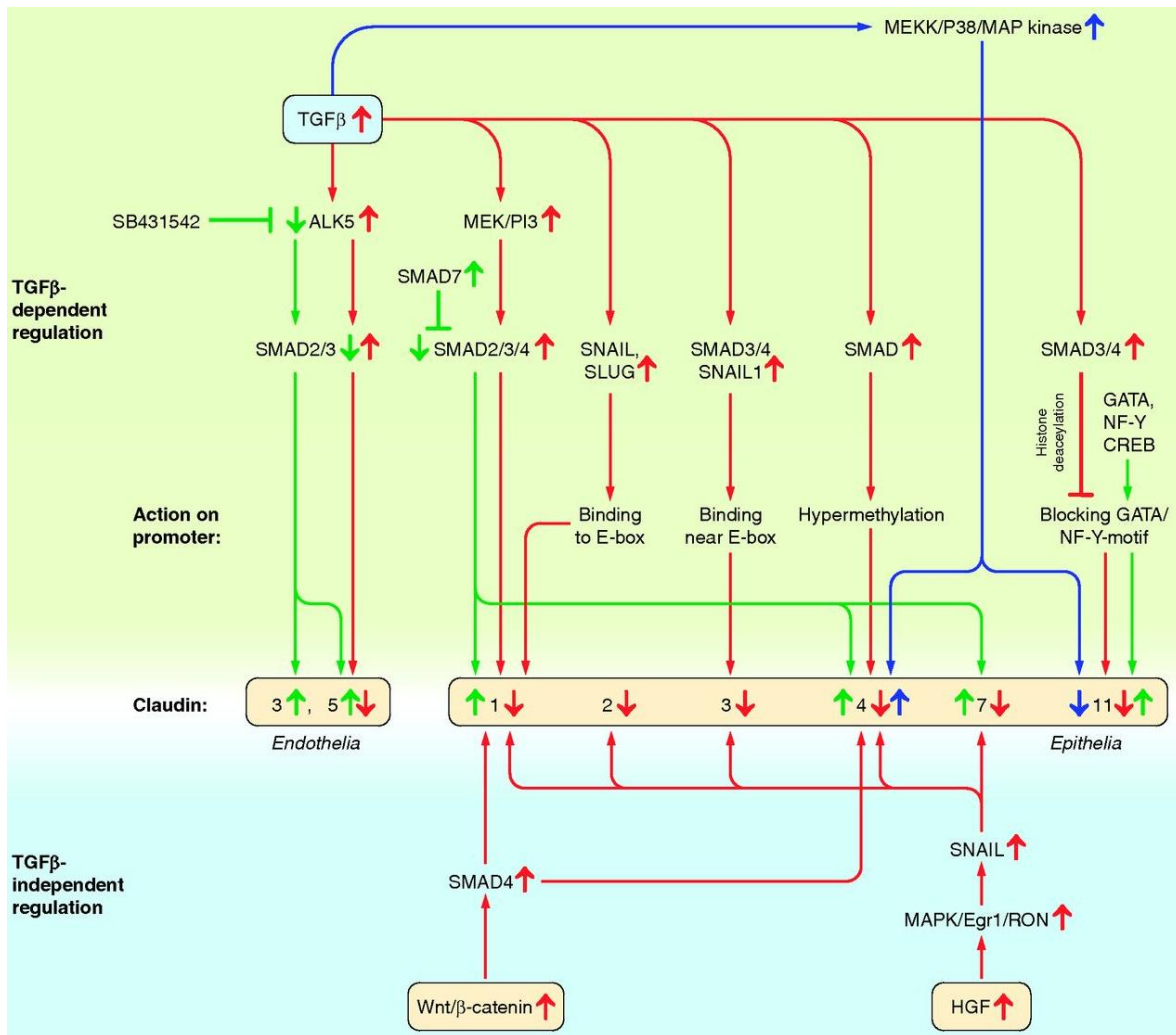 MEKK/P38/MAP kinase
TGFβ
SB431542
ALK5
MEK/PI3
SMAD7
TGFβ-
dependent
regulation
SMAD2/3
SMAD2/3/4
SNAIL,
SLUG
SMAD3/4
SNAIL1
SMAD
SMAD3/4
Histone
deaceylation
GATA,
NF-Y
CREB
Action on
promoter:
Binding
to E-box
Binding
near E-box
Hypermethylation
Blocking GATA/
NF-Y-motif
Claudin:
3 , 5
1 2 3 4 7 11
Endothelia
Epithelia
TGFβ-
independent
regulation
SMAD4
SNAIL
MAPK/Egr1/RON
Wnt/β-catenin
HGF